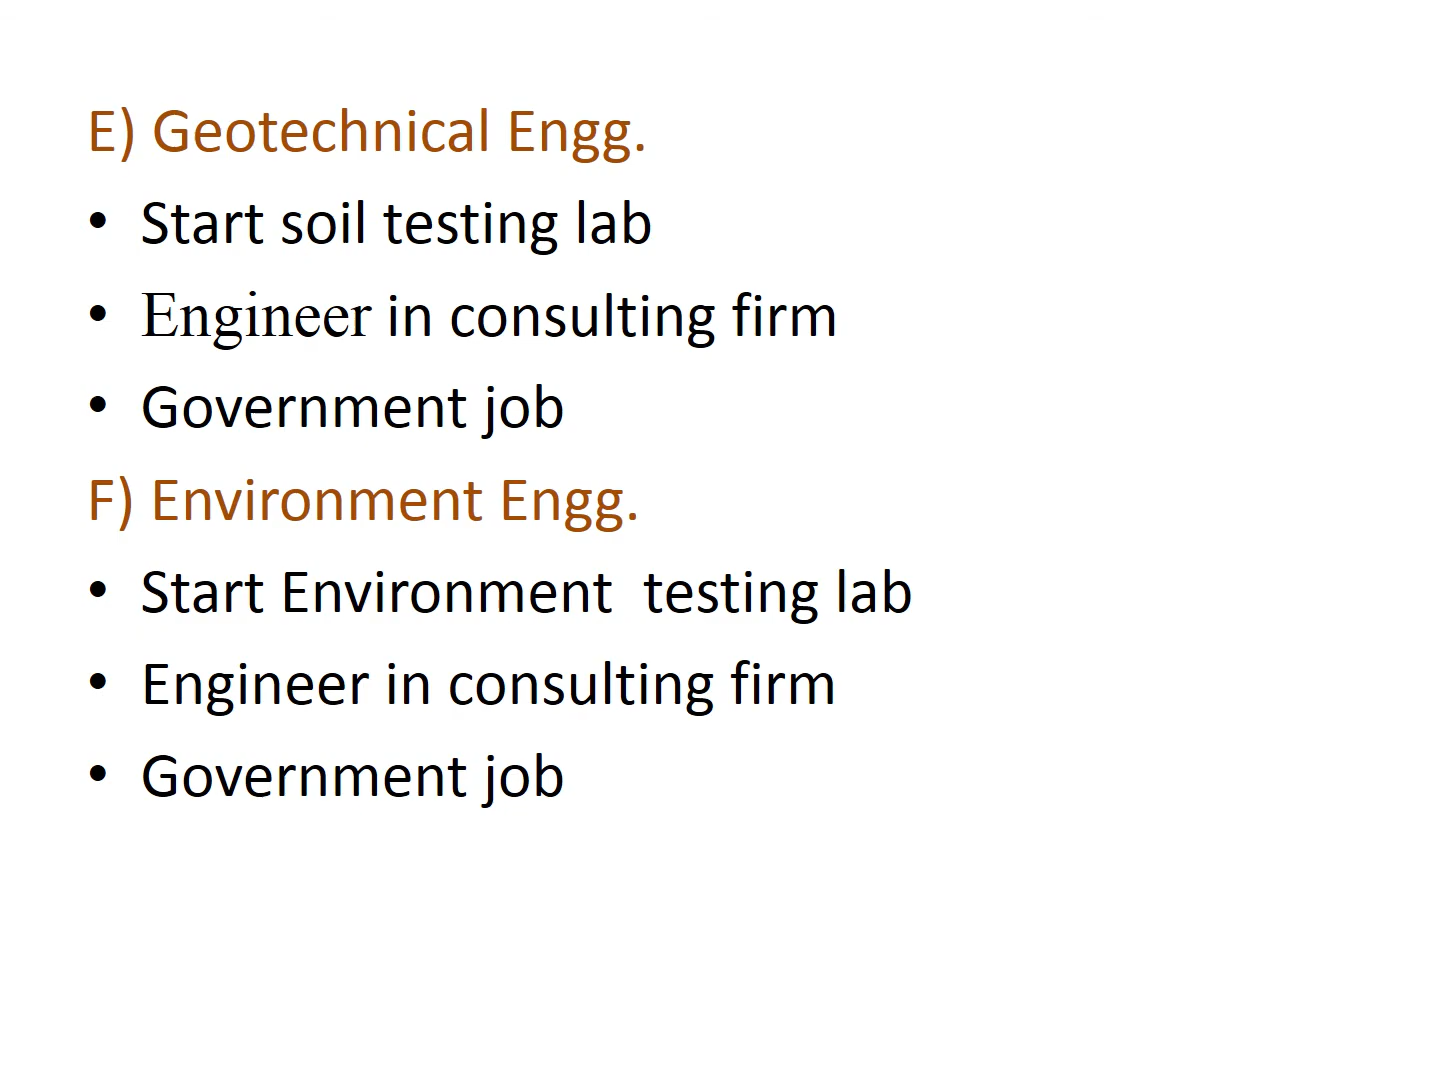 E) Geotechnical Engg.
• Start soil testing lab
• Engineer in consulting firm
• Government job
F) Environment Engg.
• Start Environment  testing lab
• Engineer in consulting firm
• Government job